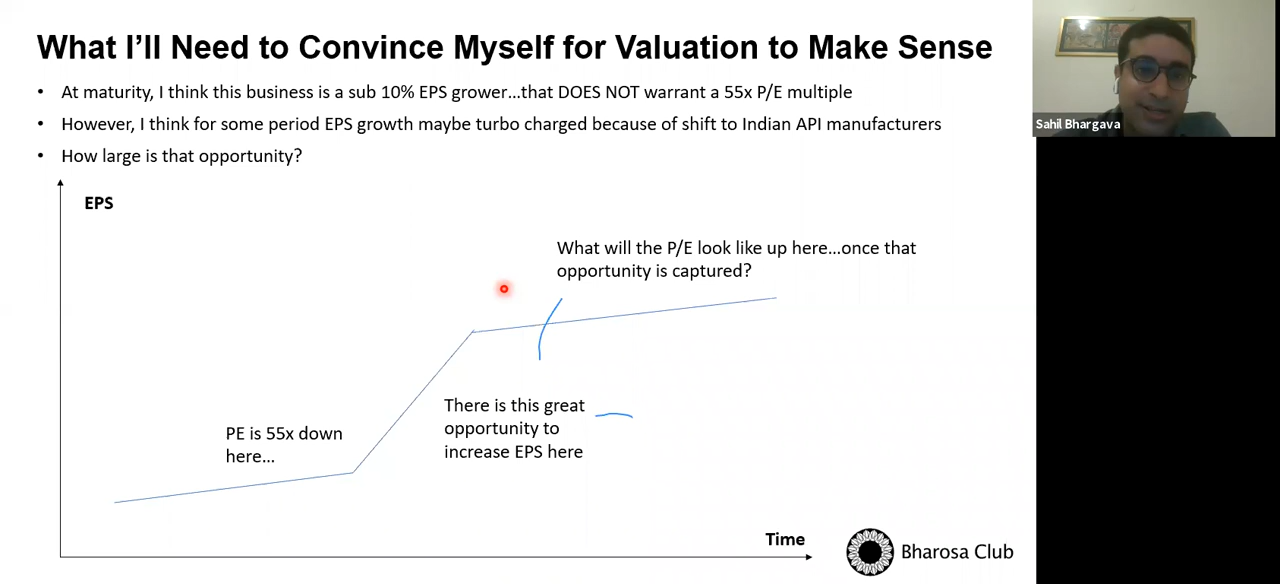 What I'll Need to Convince Myself for Valuation to Make Sense
• At maturity, I think this business is a sub 10% EPS grower...that DOES NOT warrant a 55x P/E multiple
• However, I think for some period EPS growth maybe turbo charged because of shift to Indian API manufacturers
• How large is that opportunity?
EPS
What will the P/E look like up here...once that
opportunity is captured?
There is this great
opportunity to
increase EPS here
PE is 55x down
here...
Time
Bharosa Club
Sahil Bhargava